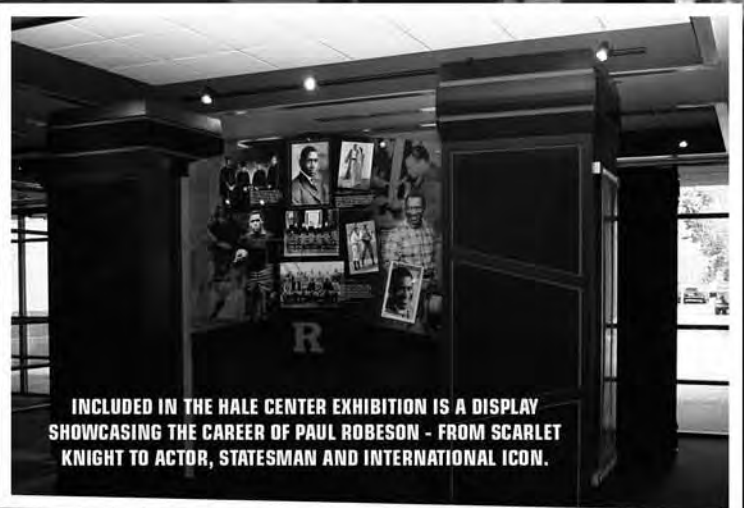 R
INCLUDED IN THE HALE CENTER EXHIBITION IS A DISPLAY
SHOWCASING THE CAREER OF PAUL ROBESON - FROM SCARLET
KNIGHT TO ACTOR, STATESMAN AND INTERNATIONAL ICON.